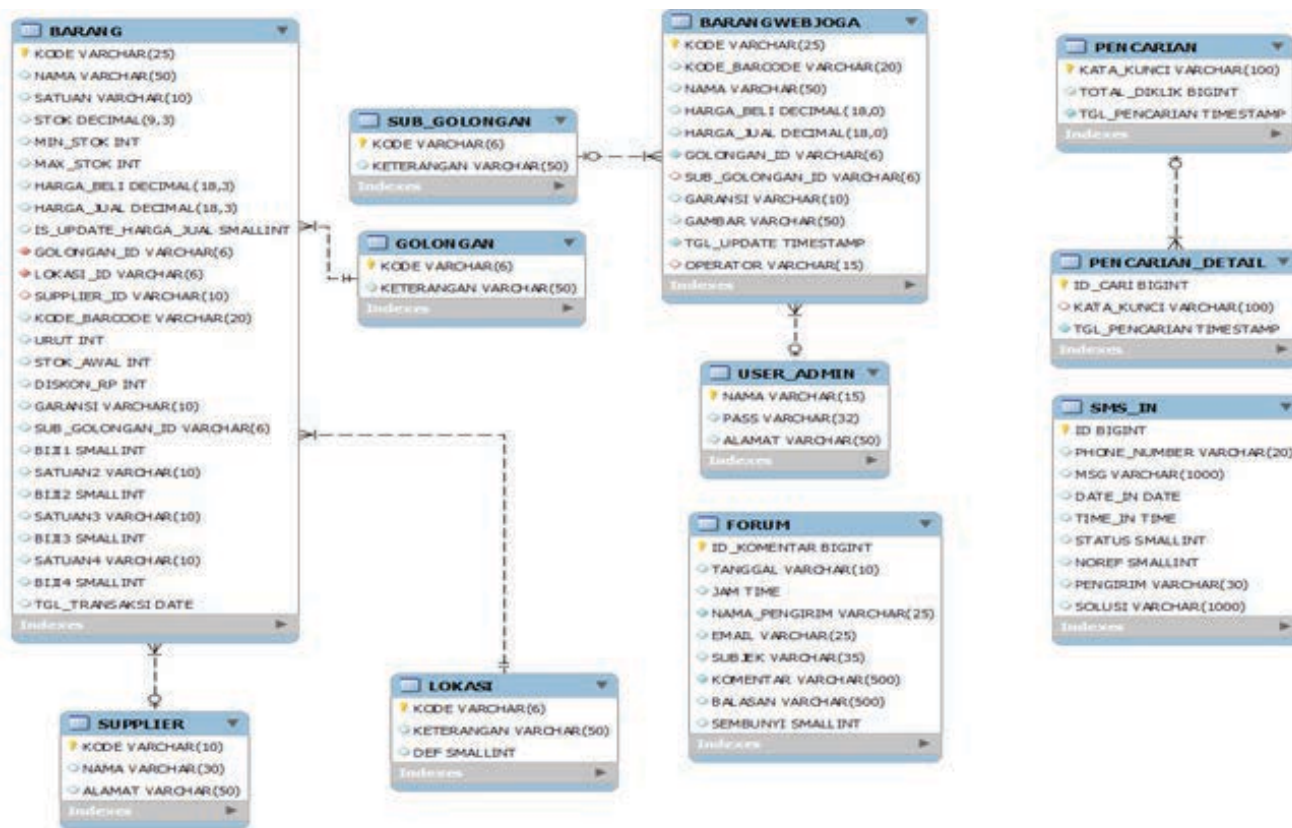 BARANG
KODE VARCHAR(25)
NAMA VARCHAR(50)
SATUAN VARCHAR(10)
STOK DECIMAL(9,3)
MIN_STOK INT
MAX_STOK INT
HARGA_BELI DECIMAL(18,3)
HARGA_JUAL DECIMAL(18,3)
IS_UPDATE_HARGA_JUAL SMALLINT
GOLONGAN_ID VARCHAR(6)
LOKASI_ID VARCHAR(6)
SUPPLIER_ID VARCHAR(10)
KODE_BARCODE VARCHAR(20)
URUT INT
STOK_AWAL INT
DISKON_RP INT
GARANSI VARCHAR(10)
SUB_GOLONGAN_ID VARCHAR(6)
BIJI1 SMALLINT
SATUAN2 VARCHAR(10)
BIJI2 SMALLINT
SATUAN3 VARCHAR(10)
BIJI3 SMALLINT
SATUAN4 VARCHAR(10)
BIJI4 SMALLINT
TGL_TRANSAKSI DATE
Indexes
SUPPLIER
KODE VARCHAR(10)
NAMA VARCHAR(30)
ALAMAT VARCHAR(50)
Indexes
SUB_GOLONGAN
KODE VARCHAR(6)
KETERANGAN VARCHAR(50)
Indexes
GOLONGAN
KODE VARCHAR(6)
KETERANGAN VARCHAR(50)
Indexes
LOKASI
KODE VARCHAR(6)
KETERANGAN VARCHAR(50)
DEF SMALLINT
Indexes
BARANGWEBJOGA
KODE VARCHAR(25)
KODE_BARCODE VARCHAR(20)
NAMA VARCHAR(50)
HARGA_BELI DECIMAL(18,0)
HARGA_JUAL DECIMAL(18,0)
GOLONGAN_ID VARCHAR(6)
SUB_GOLONGAN_ID VARCHAR(6)
GARANSI VARCHAR(10)
GAMBAR VARCHAR(50)
TGL_UPDATE TIMESTAMP
OPERATOR VARCHAR(15)
Indexes
USER_ADMIN
NAMA VARCHAR(15)
PASS VARCHAR(32)
ALAMAT VARCHAR(50)
Indexes
FORUM
ID_KOMENTAR BIGINT
TANGGAL VARCHAR(10)
JAM TIME
NAMA_PENGIRIM VARCHAR(25)
EMAIL VARCHAR(25)
SUBJEK VARCHAR(35)
KOMENTAR VARCHAR(500)
BALASAN VARCHAR(500)
SEMBUNYI SMALLINT
Indexes
PENCARIAN
KATA_KUNCI VARCHAR(100)
TOTAL_DIKLIK BIGINT
TGL_PENCARIAN TIMESTAMP
Indexes
PENCARIAN_DETAIL
ID_CARI BIGINT
KATA_KUNCI VARCHAR(100)
TGL_PENCARIAN TIMESTAMP
Indexes
SMS_IN
ID BIGINT
PHONE_NUMBER VARCHAR(20)
MSG VARCHAR(1000)
DATE_IN DATE
TIME_IN TIME
STATUS SMALLINT
NOREF SMALLINT
PENGIRIM VARCHAR(30)
SOLUSI VARCHAR(1000)
Indexes